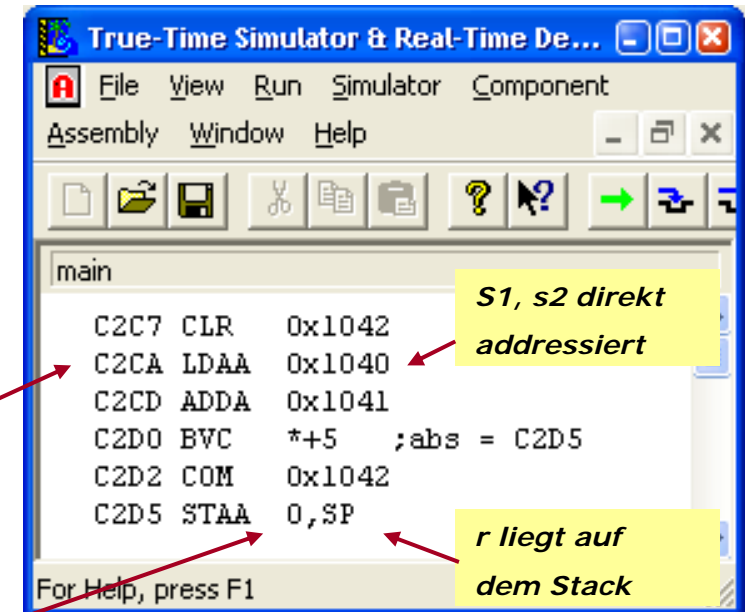 True-Time Simulator & Real-Time De...
File View Run Simulator Component
Assembly Window Help
main
S1, s2 direkt
addressiert
C2C7 CLR 0x1042
C2CA LDAA 0x1040
C2CD ADDA 0x1041
C2D0 BVC *+5 ;abs = C2D5
C2D2 COM 0x1042
C2D5 STAA 0,SP
r liegt auf
dem Stack
For Help, press F1